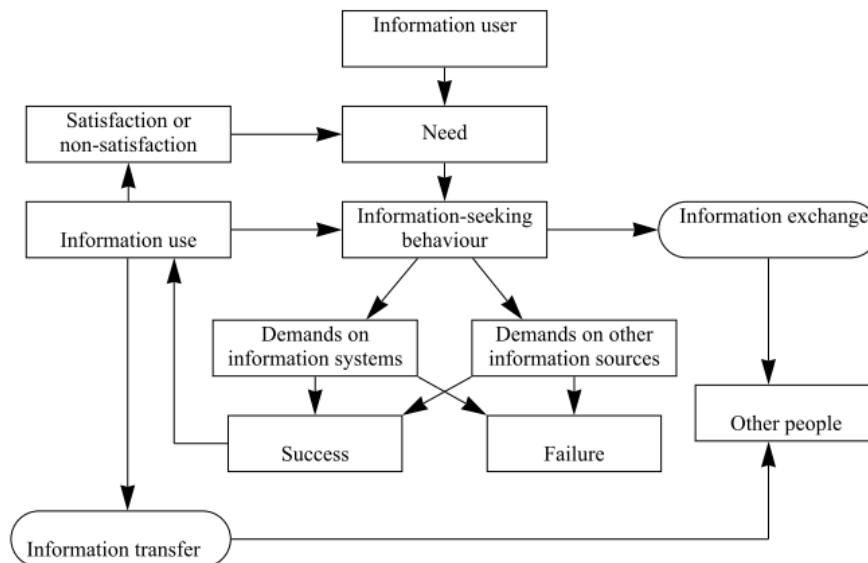 Information user
Satisfaction or
non-satisfaction
Need
Information use
Information-seeking
behaviour
Information exchange
Demands on
information systems
Demands on other
information sources
Success
Failure
Other people
Information transfer